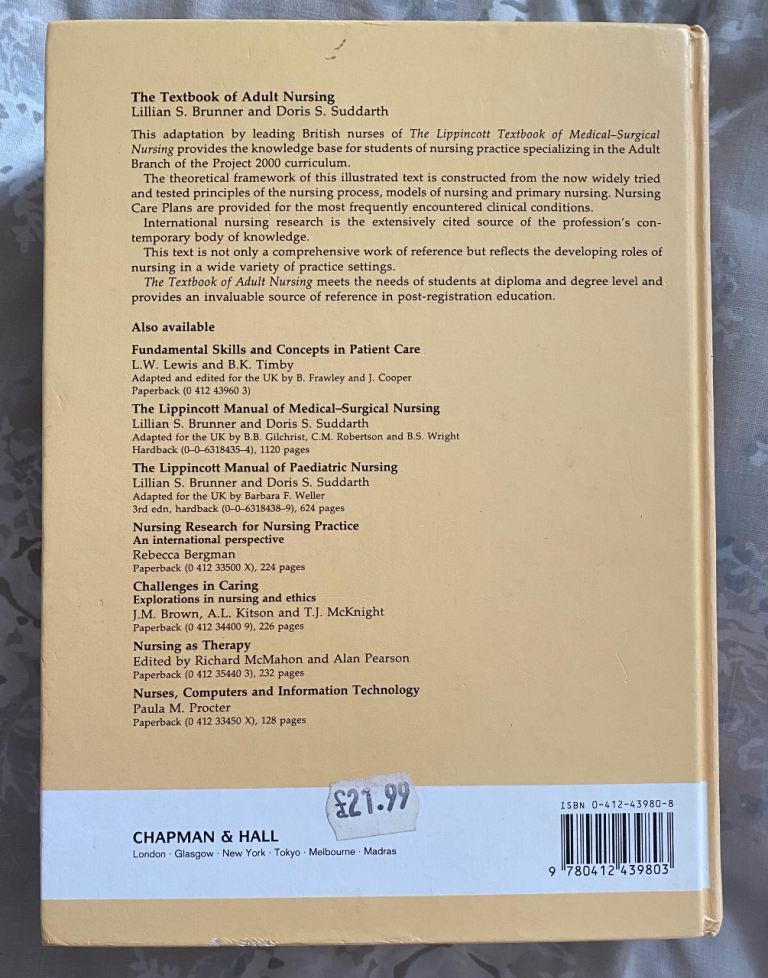 The Textbook of Adult Nursing
Lillian S. Brunner and Doris S. Suddarth
This adaptation by leading British nurses of The Lippincott Textbook of Medical–Surgical
Nursing provides the knowledge base for students of nursing practice specializing in the Adult
Branch of the Project 2000 curriculum.
The theoretical framework of this illustrated text is constructed from the now widely tried
and tested principles of the nursing process, models of nursing and primary nursing. Nursing
Care Plans are provided for the most frequently encountered clinical conditions.
International nursing research is the extensively cited source of the profession's con-
temporary body of knowledge.
This text is not only a comprehensive work of reference but reflects the developing roles of
nursing in a wide variety of practice settings.
The Textbook of Adult Nursing meets the needs of students at diploma and degree level and
provides an invaluable source of reference in post-registration education.
Also available
Fundamental Skills and Concepts in Patient Care
L.W. Lewis and B.K. Timby
Adapted and edited for the UK by B. Frawley and J. Cooper
Paperback (0 412 43960 3)
The Lippincott Manual of Medical–Surgical Nursing
Lillian S. Brunner and Doris S. Suddarth
Adapted for the UK by B.B. Gilchrist, C.M. Robertson and B.S. Wright
Hardback (0–0–6318435–4), 1120 pages
The Lippincott Manual of Paediatric Nursing
Lillian S. Brunner and Doris S. Suddarth
Adapted for the UK by Barbara F. Weller
3rd edn, hardback (0–0–6318438–9), 624 pages
Nursing Research for Nursing Practice
An international perspective
Rebecca Bergman
Paperback (0 412 33500 X), 224 pages
Challenges in Caring
Explorations in nursing and ethics
J.M. Brown, A.L. Kitson and T.J. McKnight
Paperback (0 412 34400 9), 226 pages
Nursing as Therapy
Edited by Richard McMahon and Alan Pearson
Paperback (0 412 35440 3), 232 pages
Nurses, Computers and Information Technology
Paula M. Procter
Paperback (0 412 33450 X), 128 pages
£21.99
CHAPMAN & HALL
London · Glasgow · New York · Tokyo · Melbourne · Madras
ISBN 0-412-43980-8
9 780412 439803